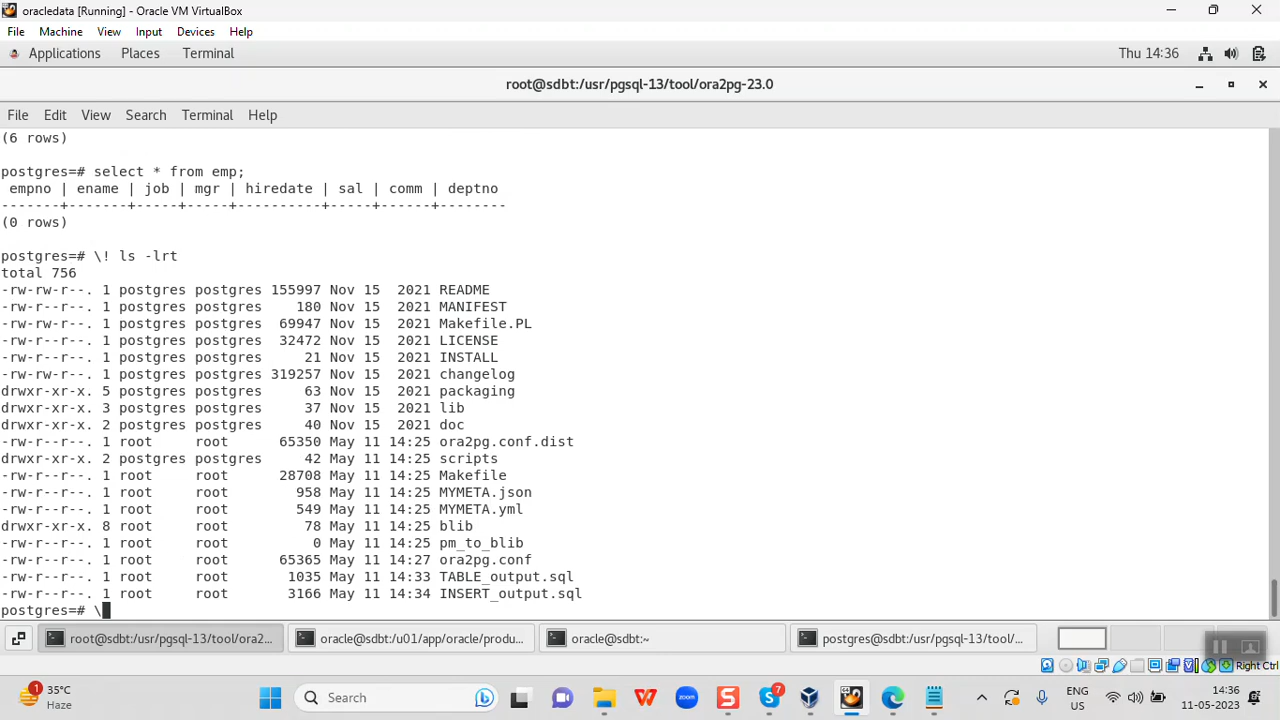 oracledata [Running] - Oracle VM VirtualBox
File Machine View Input Devices Help
Applications Places Terminal Thu 14:36
root@sdbt:/usr/pgsql-13/tool/ora2pg-23.0
File Edit View Search Terminal Help
(6 rows)
postgres=# select * from emp;
 empno | ename | job | mgr | hiredate | sal | comm | deptno
-------+-------+-----+-----+----------+-----+------+--------
(0 rows)
postgres=# \! ls -lrt
total 756
-rw-rw-r--. 1 postgres postgres 155997 Nov 15  2021 README
-rw-r--r--. 1 postgres postgres    180 Nov 15  2021 MANIFEST
-rw-rw-r--. 1 postgres postgres  69947 Nov 15  2021 Makefile.PL
-rw-r--r--. 1 postgres postgres  32472 Nov 15  2021 LICENSE
-rw-r--r--. 1 postgres postgres     21 Nov 15  2021 INSTALL
-rw-rw-r--. 1 postgres postgres 319257 Nov 15  2021 changelog
drwxr-xr-x. 5 postgres postgres     63 Nov 15  2021 packaging
drwxr-xr-x. 3 postgres postgres     37 Nov 15  2021 lib
drwxr-xr-x. 2 postgres postgres     40 Nov 15  2021 doc
-rw-r--r--. 1 root     root      65350 May 11 14:25 ora2pg.conf.dist
drwxr-xr-x. 2 postgres postgres     42 May 11 14:25 scripts
-rw-r--r--. 1 root     root      28708 May 11 14:25 Makefile
-rw-r--r--. 1 root     root        958 May 11 14:25 MYMETA.json
-rw-r--r--. 1 root     root        549 May 11 14:25 MYMETA.yml
drwxr-xr-x. 8 root     root         78 May 11 14:25 blib
-rw-r--r--. 1 root     root          0 May 11 14:25 pm_to_blib
-rw-r--r--. 1 root     root      65365 May 11 14:27 ora2pg.conf
-rw-r--r--. 1 root     root       1035 May 11 14:33 TABLE_output.sql
-rw-r--r--. 1 root     root       3166 May 11 14:34 INSERT_output.sql
postgres=# \
root@sdbt:/usr/pgsql-13/tool/ora2... oracle@sdbt:/u01/app/oracle/produ... oracle@sdbt:~ postgres@sdbt:/usr/pgsql-13/tool/...
Right Ctrl
1 35°C Haze Search 7 ENG US 14:36 11-05-2023